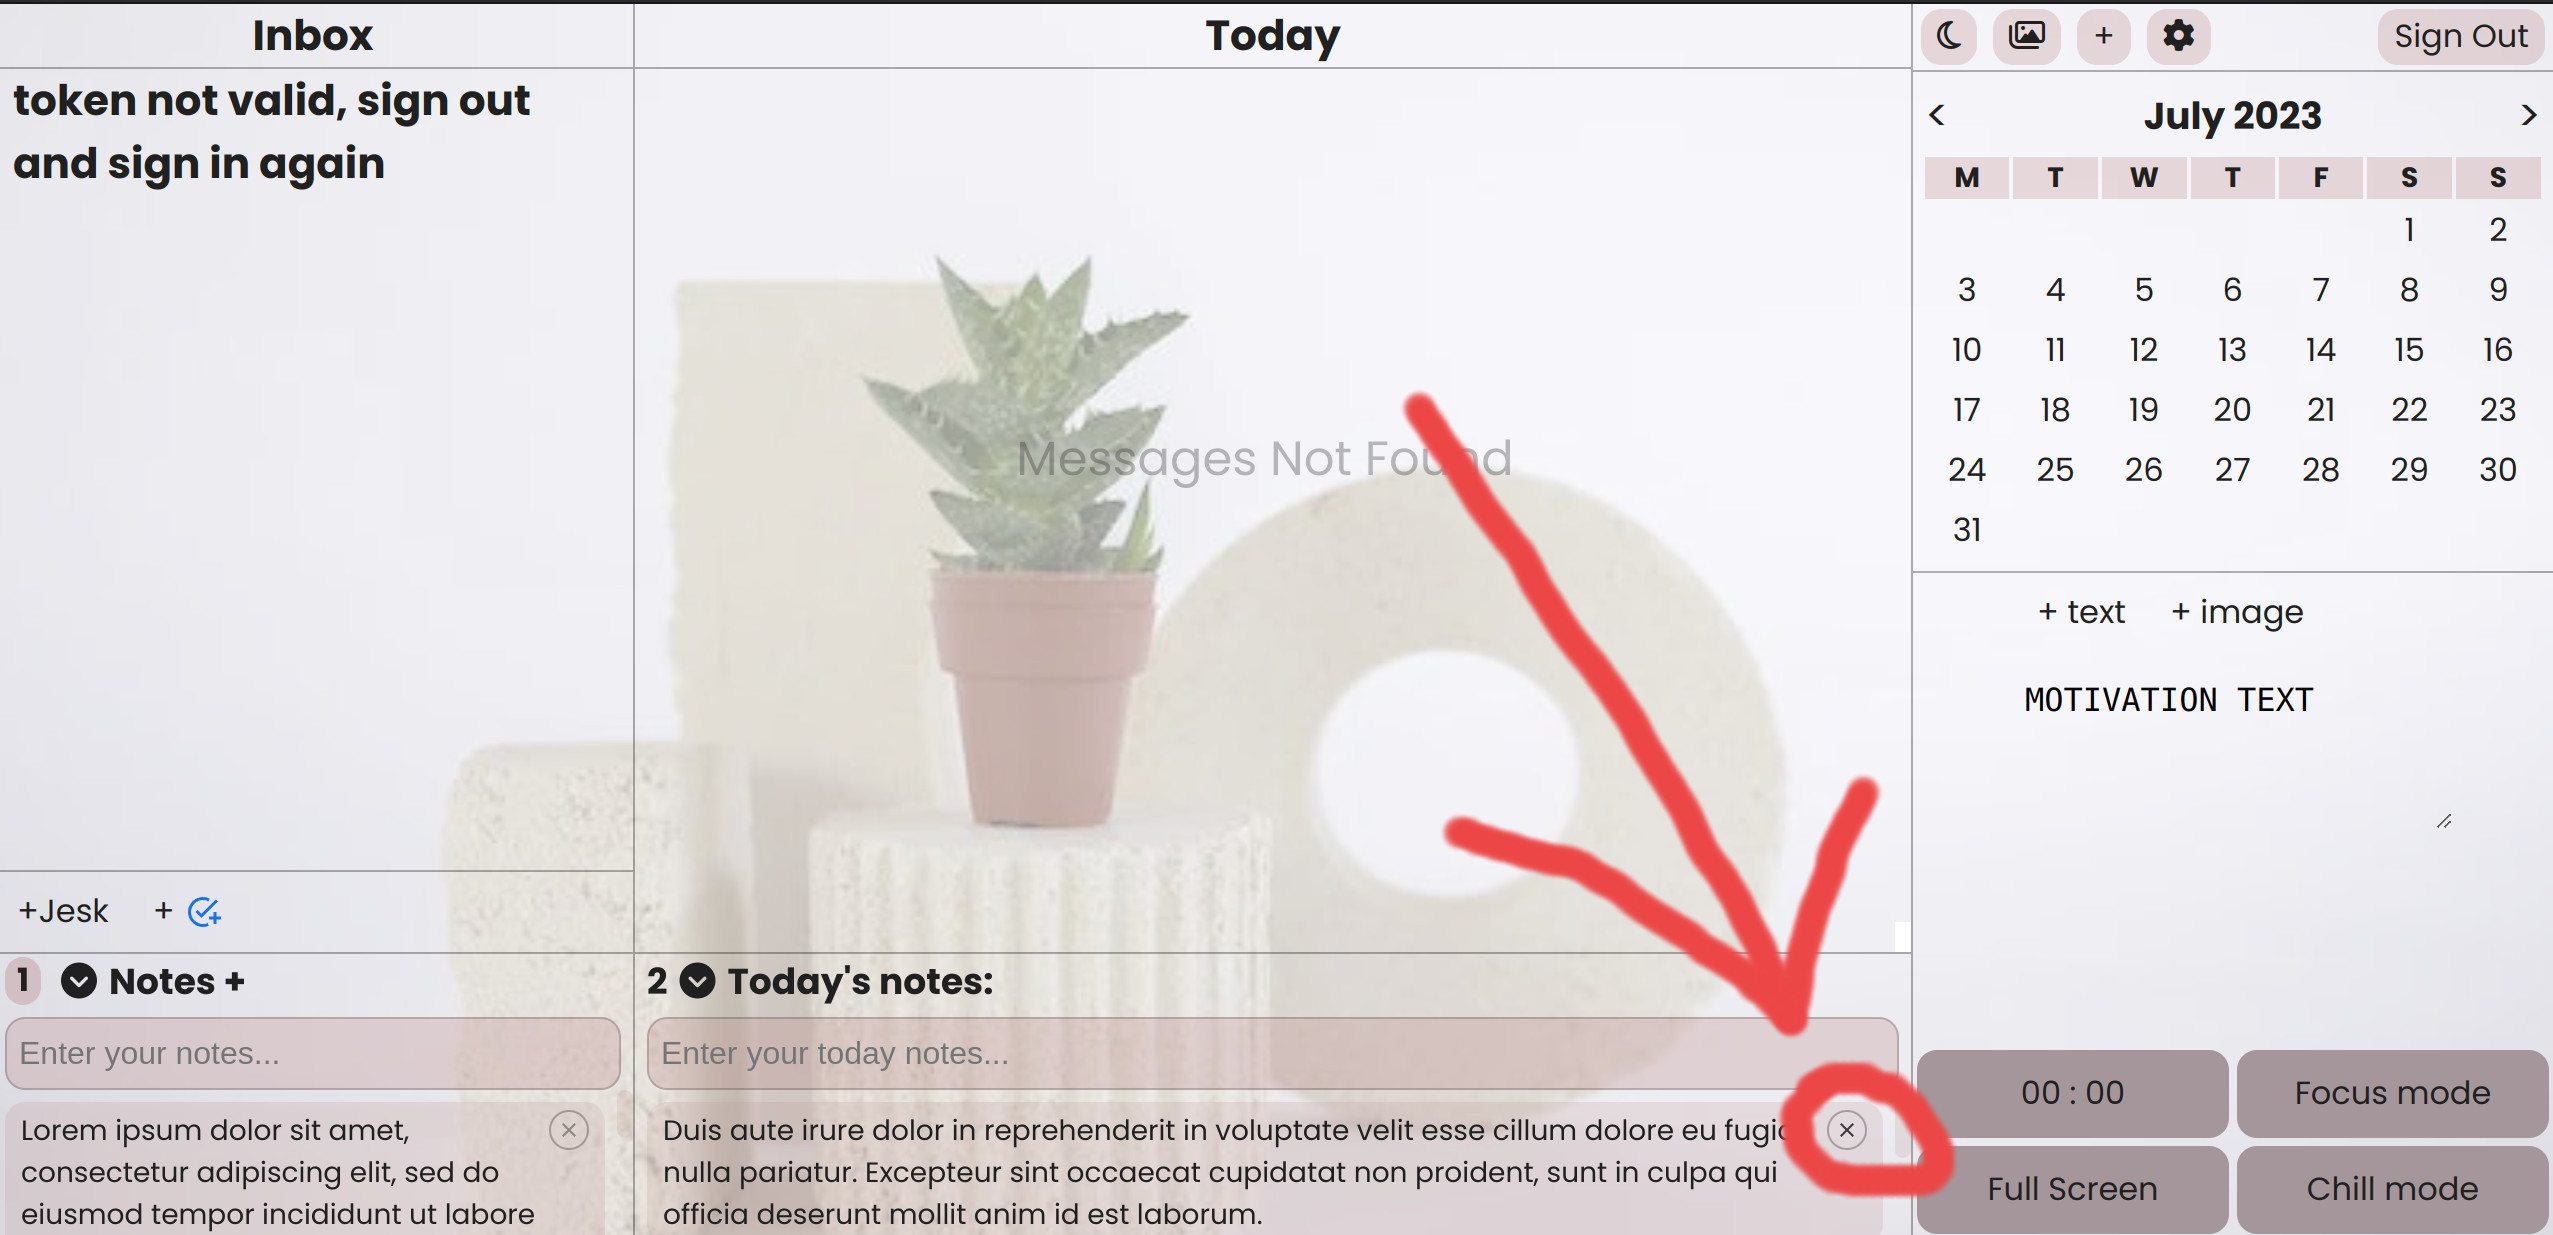 Inbox
token not valid, sign out
and sign in again
+Jesk +
1 Notes +
Enter your notes...
Lorem ipsum dolor sit amet,
consectetur adipiscing elit, sed do
eiusmod tempor incididunt ut labore
Today
Messages Not Found
2 Today's notes:
Enter your today notes...
Duis aute irure dolor in reprehenderit in voluptate velit esse cillum dolore eu
nulla pariatur. Excepteur sint occaecat cupidatat non proident, sunt in culpa qui
officia deserunt mollit anim id est laborum.
+ Sign Out
< July 2023 >
M T W T F S S
1 2
3 4 5 6 7 8 9
10 11 12 13 14 15 16
17 18 19 20 21 22 23
24 25 26 27 28 29 30
31
+ text + image
MOTIVATION TEXT
00 : 00 Focus mode
Full Screen Chill mode